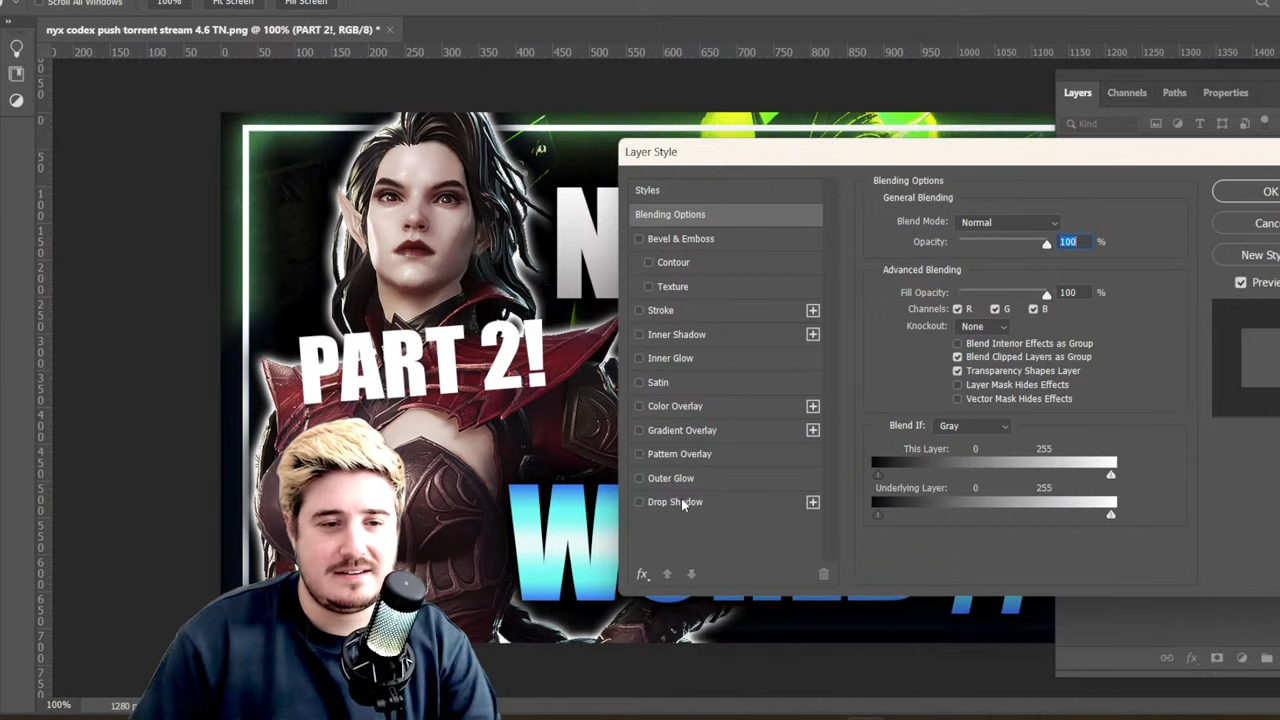 Scroll All Windows 100% Fit Screen Fill Screen
nyx codex push torrent stream 4.6 TN.png @ 100% (PART 2!, RGB/8) *
200 150 100 50 0 50 100 150 200 250 300 350 400 450 500 550 600 650 700 750 800 850 900 950 1000 1050 1100 1150 1200 1250 1300 1350 1400
Layers Channels Paths Properties
Kind
Layer Style
Styles
Blending Options
Bevel & Emboss
Contour
Texture
Stroke
Inner Shadow
Inner Glow
Satin
Color Overlay
Gradient Overlay
Pattern Overlay
Outer Glow
Drop Shadow
fx
Blending Options
General Blending
Blend Mode: Normal
Opacity: 100 %
Advanced Blending
Fill Opacity: 100 %
Channels: R G B
Knockout: None
Blend Interior Effects as Group
Blend Clipped Layers as Group
Transparency Shapes Layer
Layer Mask Hides Effects
Vector Mask Hides Effects
Blend If: Gray
This Layer: 0 255
Underlying Layer: 0 255
OK
New
Preview
N
PART 2!
100%
1280
fx